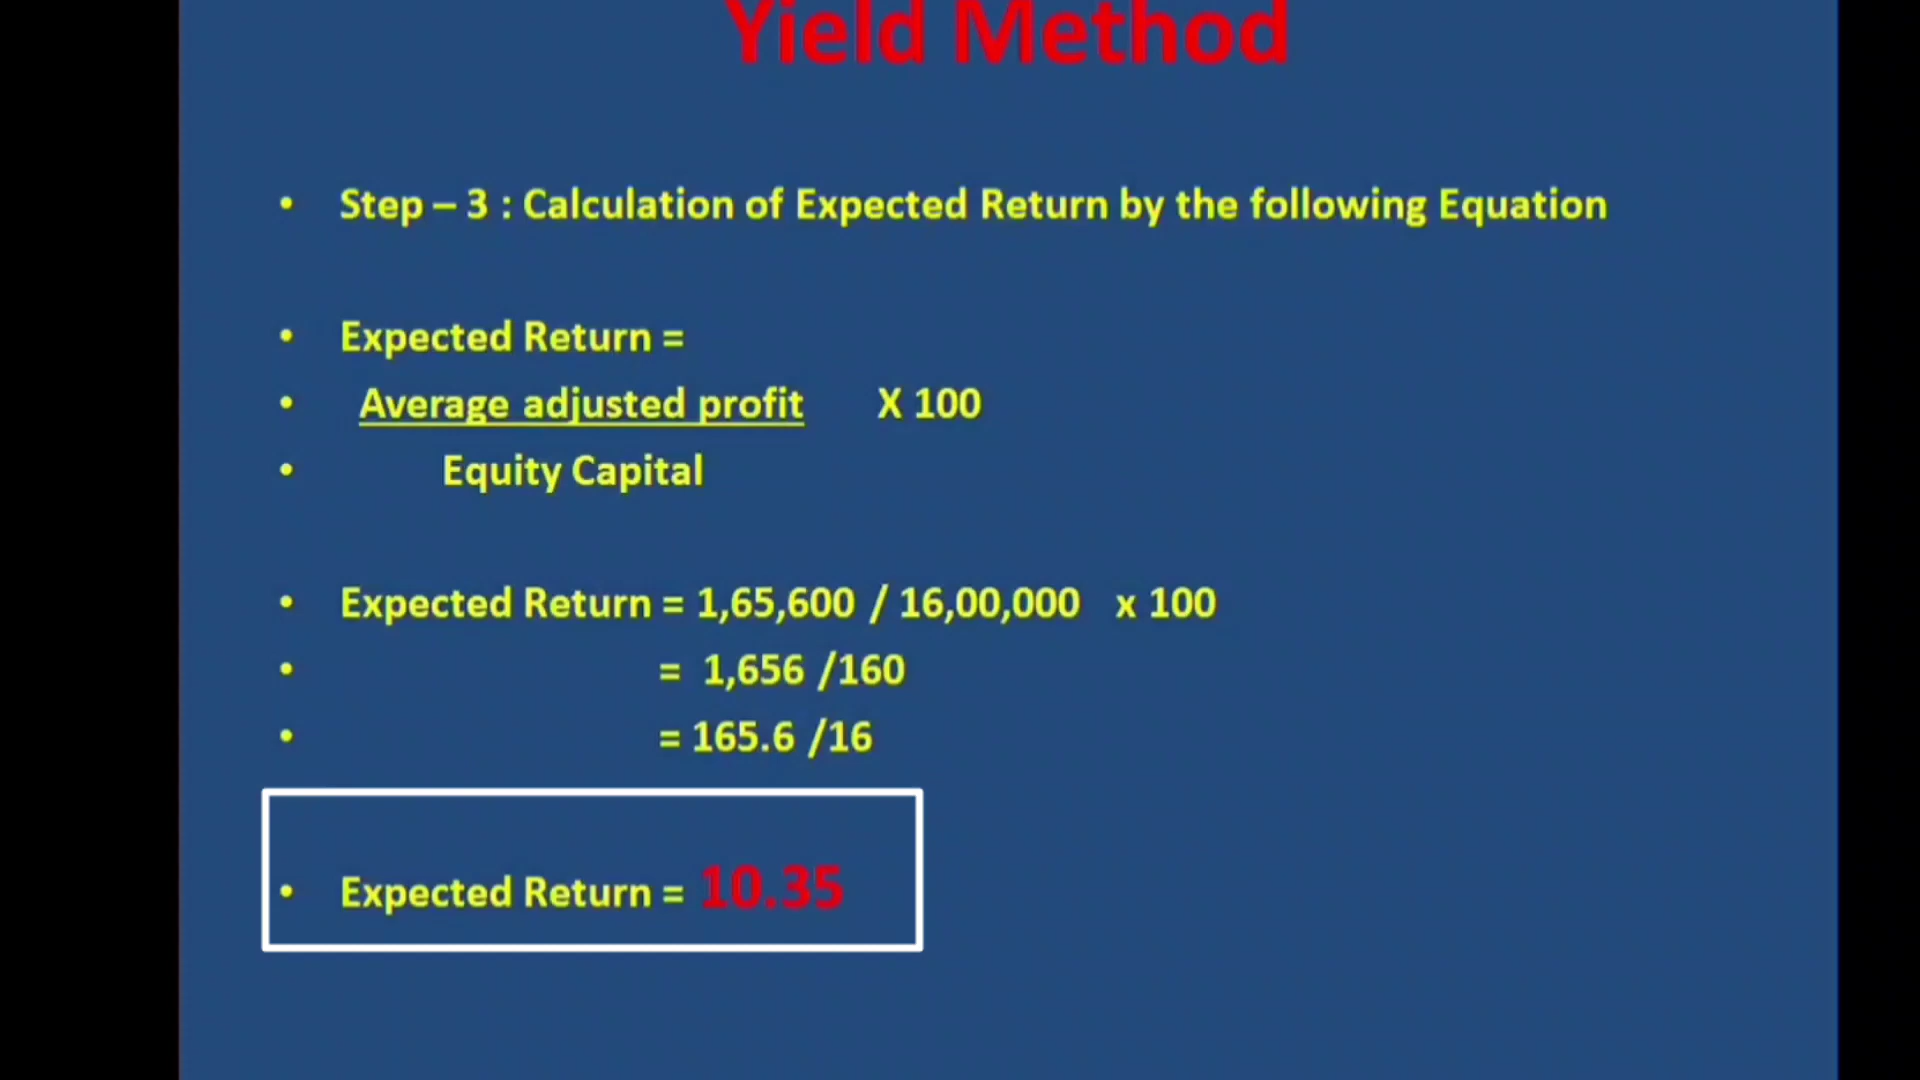 Yield Method
• Step – 3 : Calculation of Expected Return by the following Equation
• Expected Return =
• Average adjusted profit X 100
• Equity Capital
• Expected Return = 1,65,600 / 16,00,000 x 100
• = 1,656 /160
• = 165.6 /16
• Expected Return = 10.35